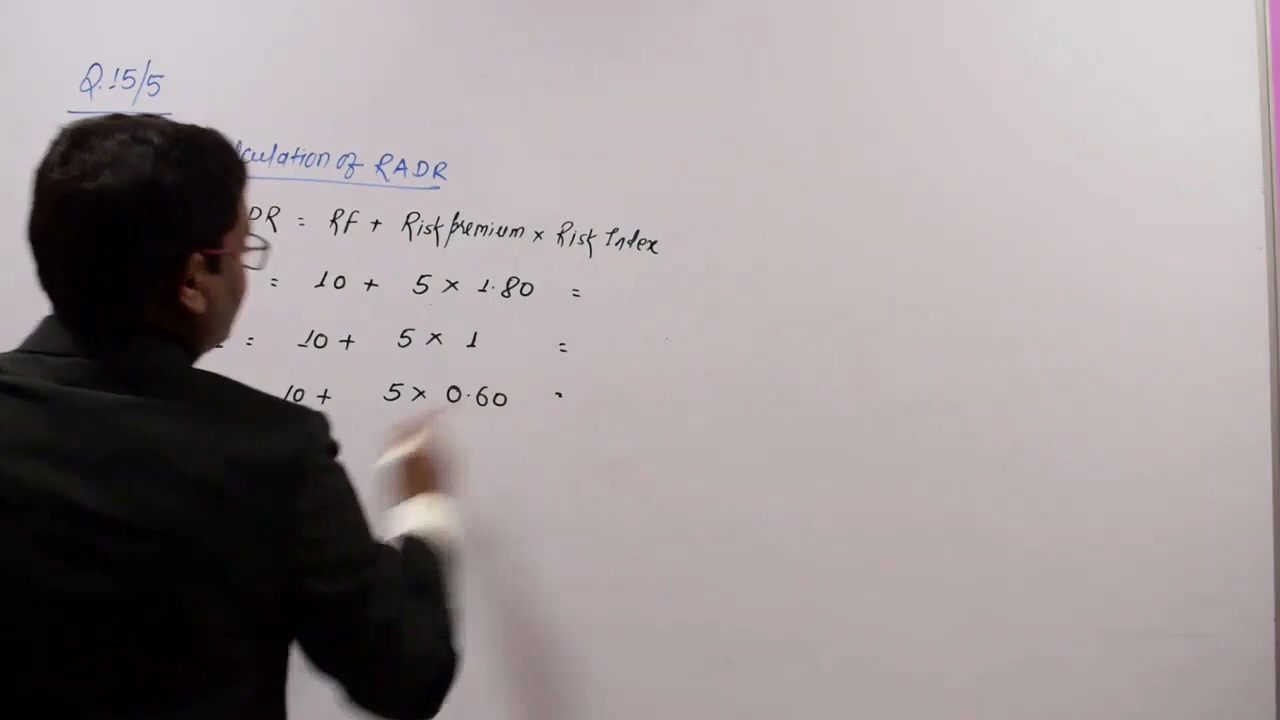 Q.15/5
culation of RADR
DR = RF + Risk premium × Risk Index
= 10 + 5 × 1.80 =
= 10 + 5 × 1 =
10 + 5 × 0.60 =